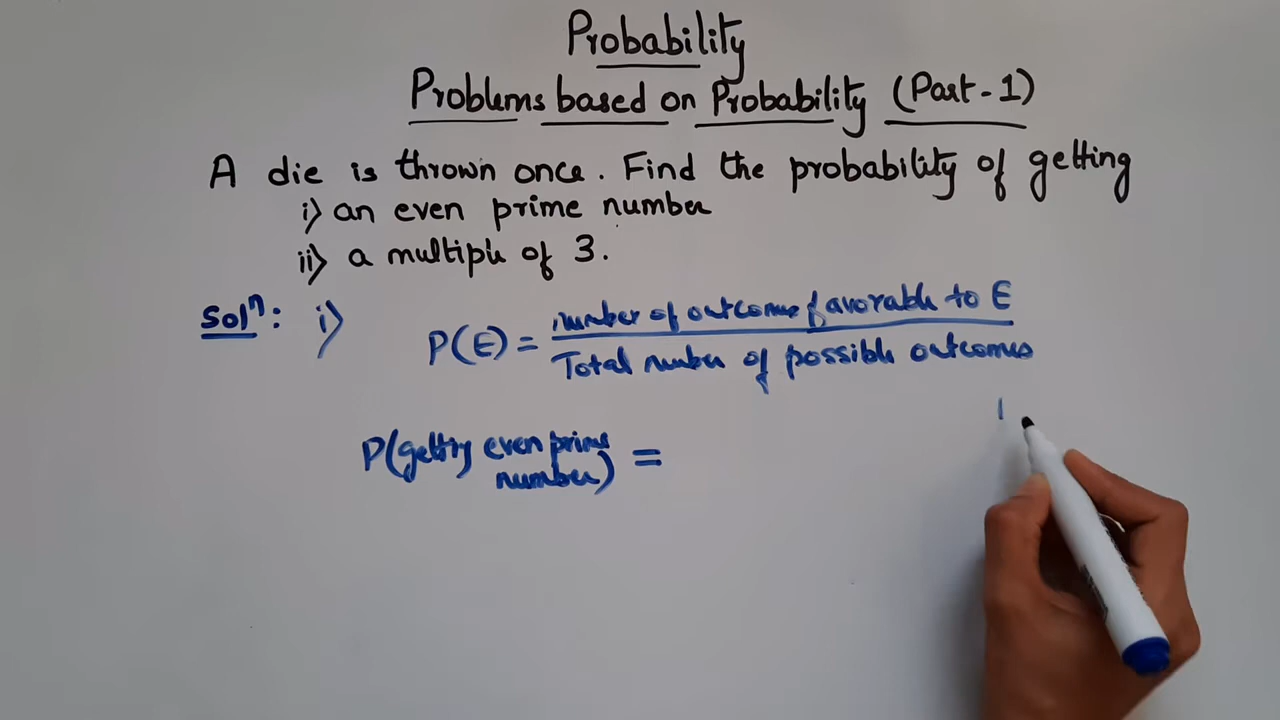 Probability
Problems based on Probability (Part-1)
A die is thrown once. Find the probability of getting
i) an even prime number
ii) a multiple of 3.
Solⁿ: i)
P(E) = number of outcomes favorable to E
Total number of possible outcomes
P(getting even prime
number) =
1